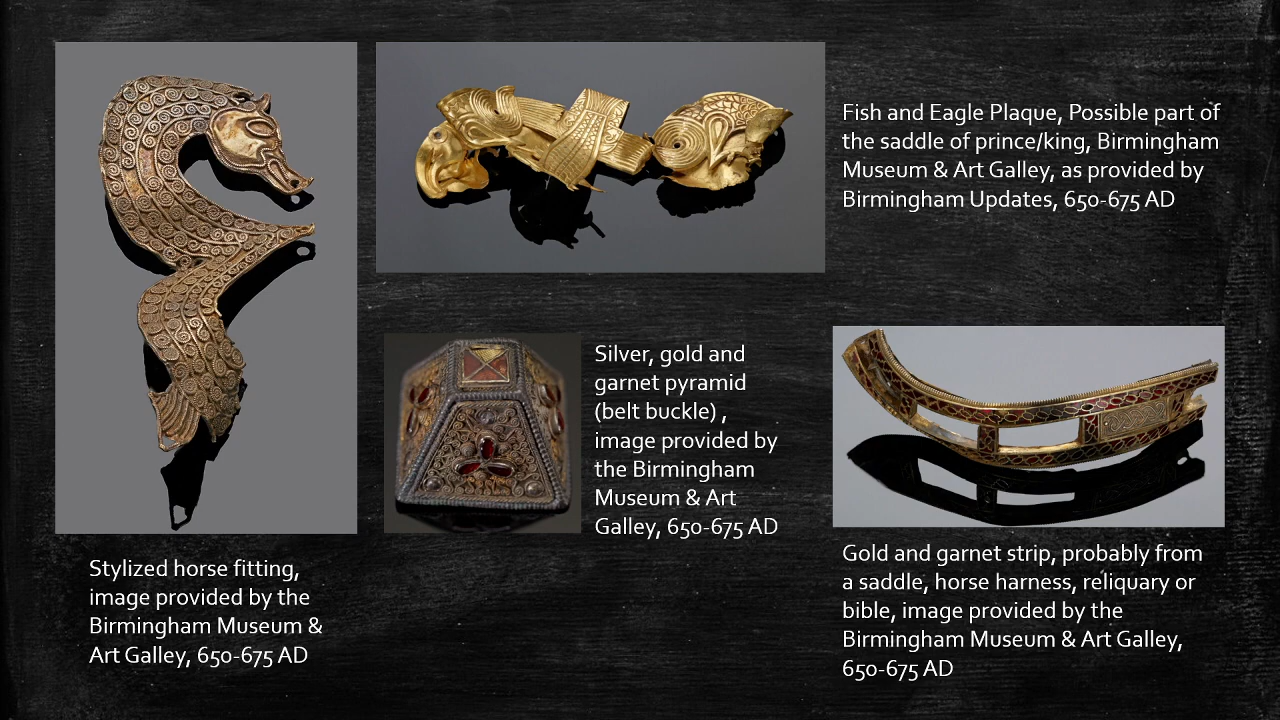 Fish and Eagle Plaque, Possible part of
the saddle of prince/king, Birmingham
Museum & Art Galley, as provided by
Birmingham Updates, 650-675 AD
Silver, gold and
garnet pyramid
(belt buckle) ,
image provided by
the Birmingham
Museum & Art
Galley, 650-675 AD
Stylized horse fitting,
image provided by the
Birmingham Museum &
Art Galley, 650-675 AD
Gold and garnet strip, probably from
a saddle, horse harness, reliquary or
bible, image provided by the
Birmingham Museum & Art Galley,
650-675 AD